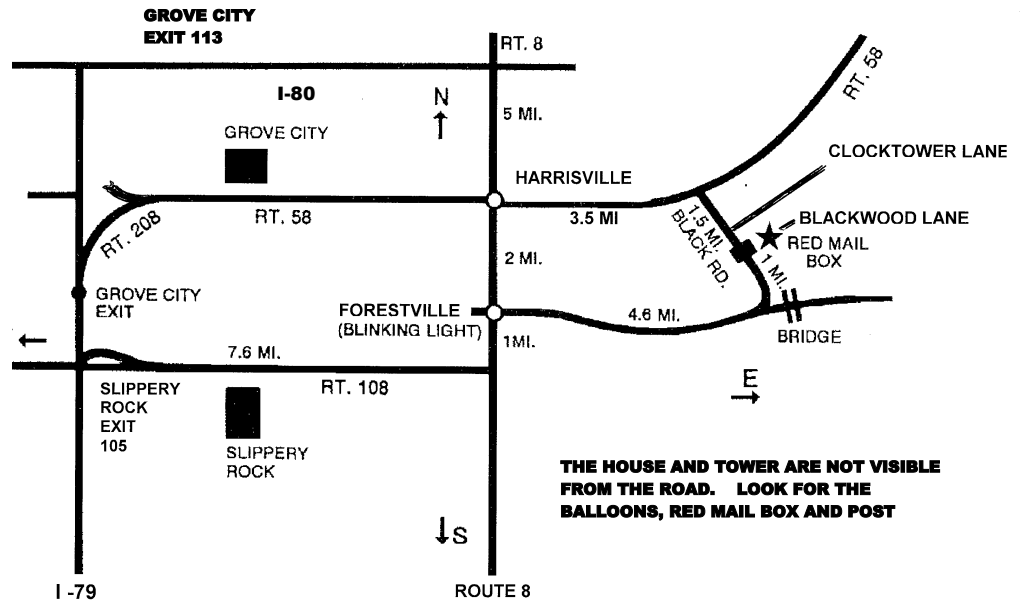 GROVE CITY
EXIT 113
RT. 8
I-80
N
5 MI.
RT. 58
GROVE CITY
CLOCKTOWER LANE
HARRISVILLE
RT. 208
RT. 58
3.5 MI
1.5 MI.
BLACK RD.
BLACKWOOD LANE
RED MAIL
BOX
2 MI.
1 MI.
GROVE CITY
EXIT
FORESTVILLE
(BLINKING LIGHT)
4.6 MI.
BRIDGE
1MI.
7.6 MI.
RT. 108
E
SLIPPERY
ROCK
EXIT
105
SLIPPERY
ROCK
THE HOUSE AND TOWER ARE NOT VISIBLE
FROM THE ROAD. LOOK FOR THE
BALLOONS, RED MAIL BOX AND POST
S
I -79
ROUTE 8